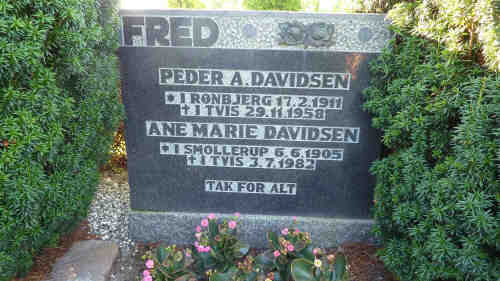 FRED
PEDER A. DAVIDSEN
* I RØNBJERG 17.2.1911
† I TVIS 29.11.1958
ANE MARIE DAVIDSEN
* I SMOLLERUP 6.6.1905
† I TVIS 3.7.1982
TAK FOR ALT